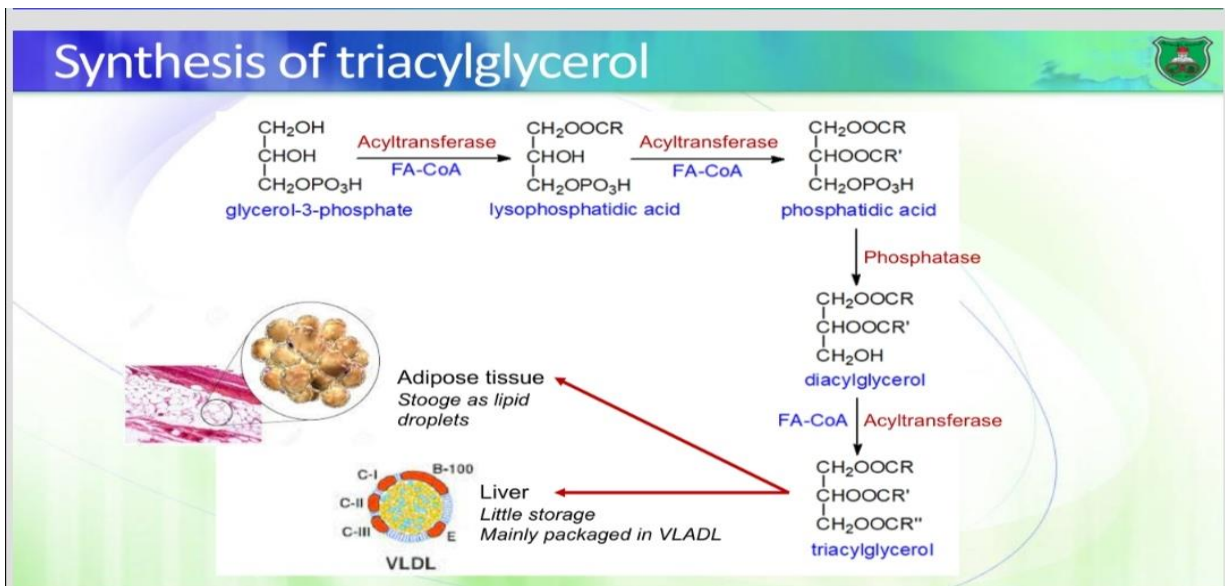 Synthesis of triacylglycerol
CH₂OH
CHOH
CH₂OPO₃H
glycerol-3-phosphate
Acyltransferase
FA-CoA
CH₂OOCR
CHOH
CH₂OPO₃H
lysophosphatidic acid
Acyltransferase
FA-CoA
CH₂OOCR
CHOOCR'
CH₂OPO₃H
phosphatidic acid
Phosphatase
CH₂OOCR
CHOOCR'
CH₂OH
diacylglycerol
FA-CoA
Acyltransferase
CH₂OOCR
CHOOCR'
CH₂OOCR"
triacylglycerol
Adipose tissue
Stooge as lipid
droplets
Liver
Little storage
Mainly packaged in VLADL
C-I
B-100
C-II
C-III
E
VLDL